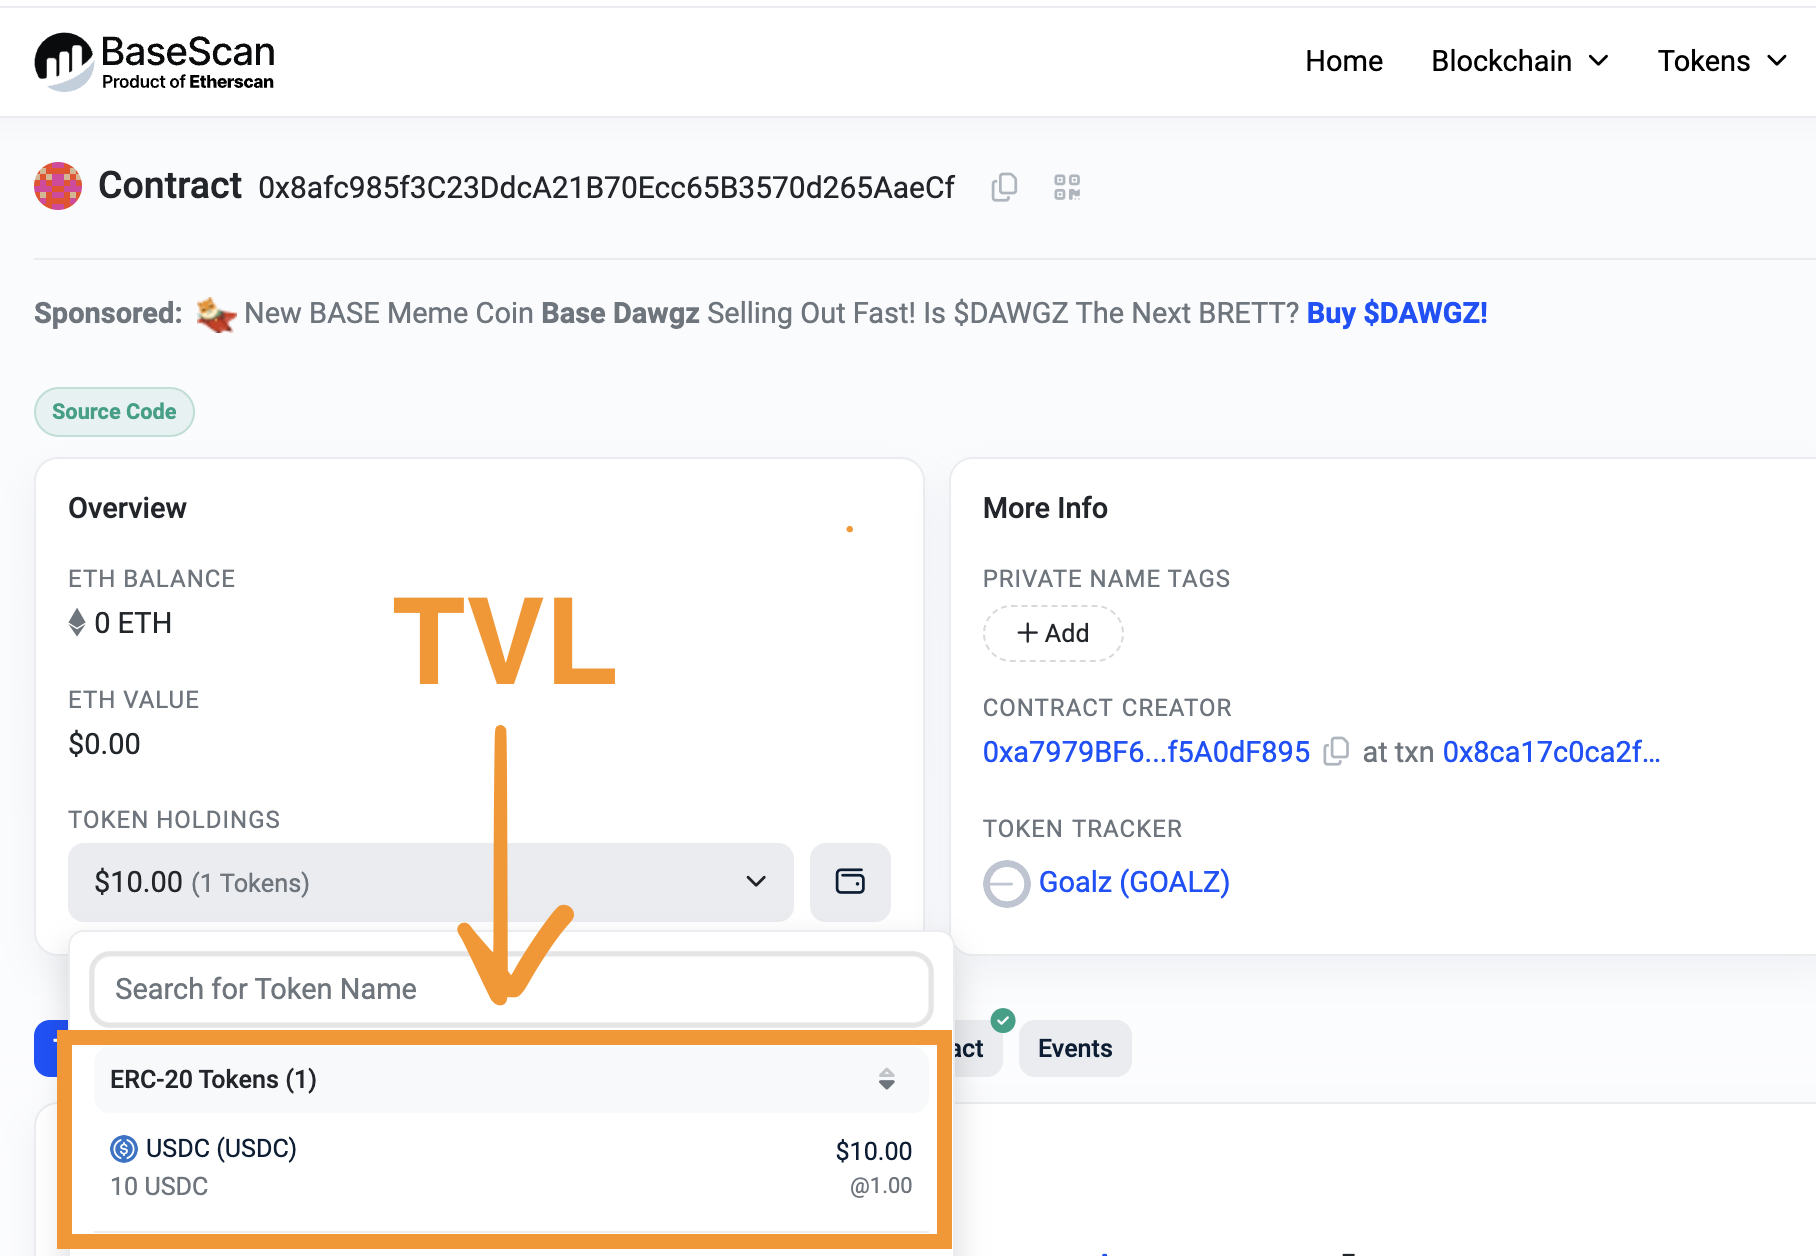 BaseScan
Product of Etherscan
Home
Blockchain
Tokens
Contract 0x8afc985f3C23DdcA21B70Ecc65B3570d265AaeCf
Sponsored: New BASE Meme Coin Base Dawgz Selling Out Fast! Is $DAWGZ The Next BRETT? Buy $DAWGZ!
Source Code
Overview
ETH BALANCE
0 ETH
ETH VALUE
$0.00
TOKEN HOLDINGS
$10.00 (1 Tokens)
TVL
Search for Token Name
ERC-20 Tokens (1)
USDC (USDC)
$10.00
10 USDC
@1.00
More Info
PRIVATE NAME TAGS
+ Add
CONTRACT CREATOR
0xa7979BF6...f5A0dF895 at txn 0x8ca17c0ca2f...
TOKEN TRACKER
Goalz (GOALZ)
act
Events